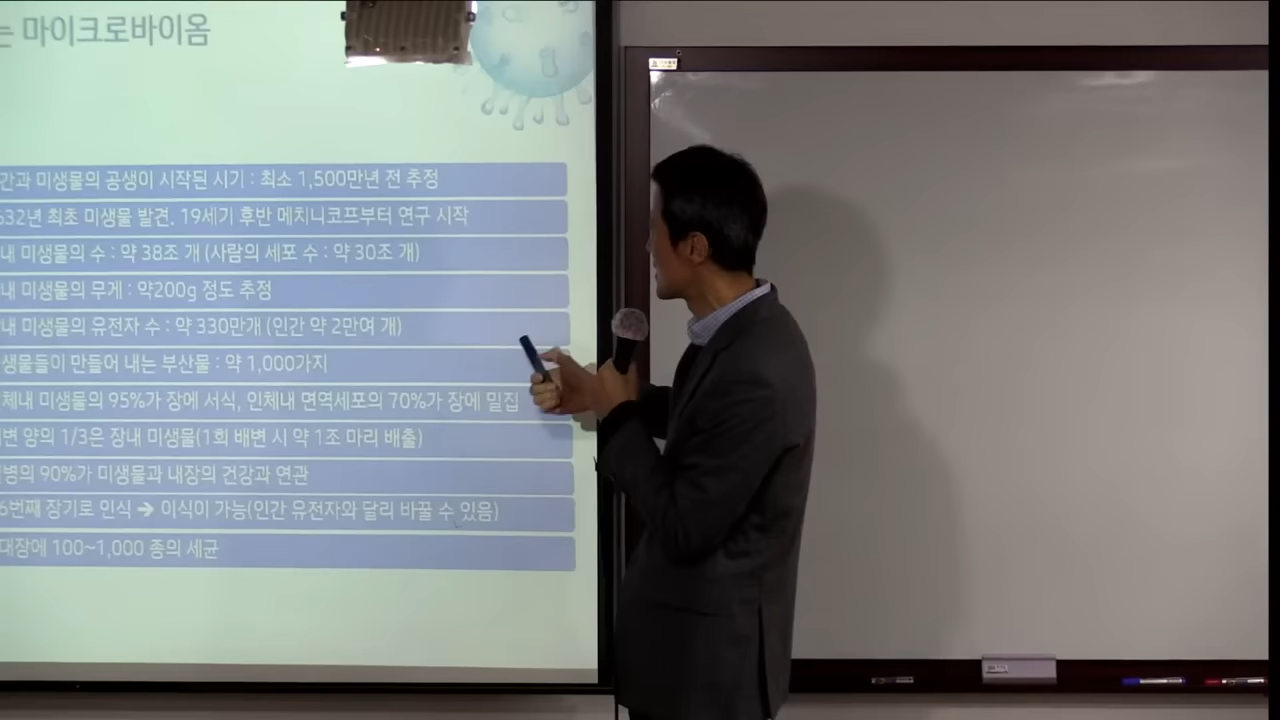 는 마이크로바이옴
간과 미생물의 공생이 시작된 시기 : 최소 1,500만년 전 추정
632년 최초 미생물 발견. 19세기 후반 메치니코프부터 연구 시작
내 미생물의 수 : 약 38조 개 (사람의 세포 수 : 약 30조 개)
내 미생물의 무게 : 약200g 정도 추정
내 미생물의 유전자 수 : 약 330만개 (인간 약 2만여 개)
생물들이 만들어 내는 부산물 : 약 1,000가지
체내 미생물의 95%가 장에 서식, 인체내 면역세포의 70%가 장에 밀집
변 양의 1/3은 장내 미생물(1회 배변 시 약 1조 마리 배출)
병의 90%가 미생물과 내장의 건강과 연관
6번째 장기로 인식 → 이식이 가능(인간 유전자와 달리 바꿀 수 있음)
대장에 100~1,000 종의 세균